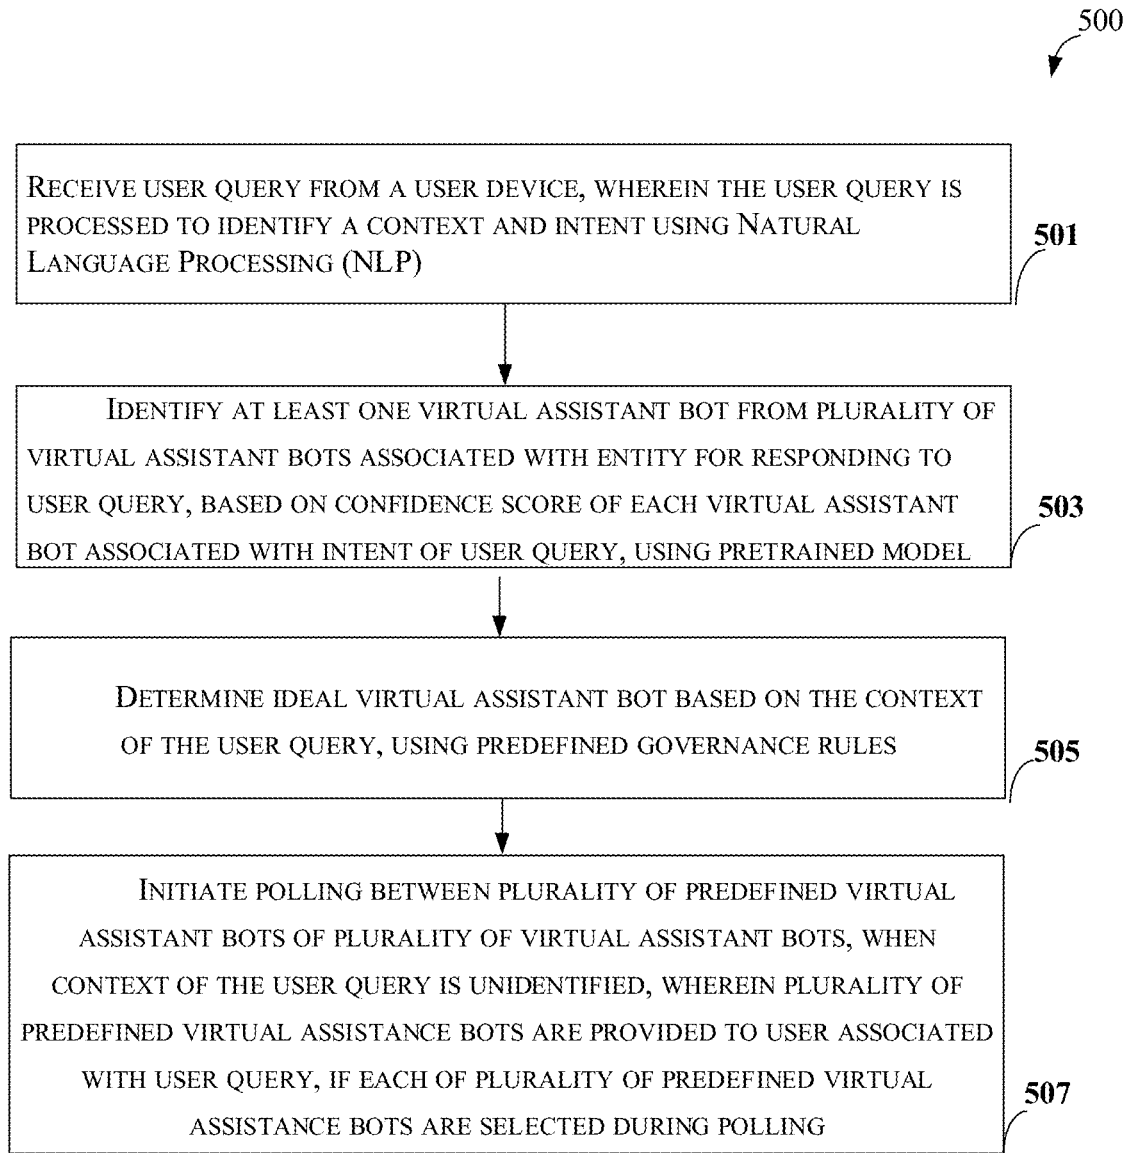 500
RECEIVE USER QUERY FROM A USER DEVICE, WHEREIN THE USER QUERY IS
PROCESSED TO IDENTIFY A CONTEXT AND INTENT USING NATURAL
LANGUAGE PROCESSING (NLP)
501
IDENTIFY AT LEAST ONE VIRTUAL ASSISTANT BOT FROM PLURALITY OF
VIRTUAL ASSISTANT BOTS ASSOCIATED WITH ENTITY FOR RESPONDING TO
USER QUERY, BASED ON CONFIDENCE SCORE OF EACH VIRTUAL ASSISTANT
BOT ASSOCIATED WITH INTENT OF USER QUERY, USING PRETRAINED MODEL
503
DETERMINE IDEAL VIRTUAL ASSISTANT BOT BASED ON THE CONTEXT
OF THE USER QUERY, USING PREDEFINED GOVERNANCE RULES
505
INITIATE POLLING BETWEEN PLURALITY OF PREDEFINED VIRTUAL
ASSISTANT BOTS OF PLURALITY OF VIRTUAL ASSISTANT BOTS, WHEN
CONTEXT OF THE USER QUERY IS UNIDENTIFIED, WHEREIN PLURALITY OF
PREDEFINED VIRTUAL ASSISTANCE BOTS ARE PROVIDED TO USER ASSOCIATED
WITH USER QUERY, IF EACH OF PLURALITY OF PREDEFINED VIRTUAL
ASSISTANCE BOTS ARE SELECTED DURING POLLING
507